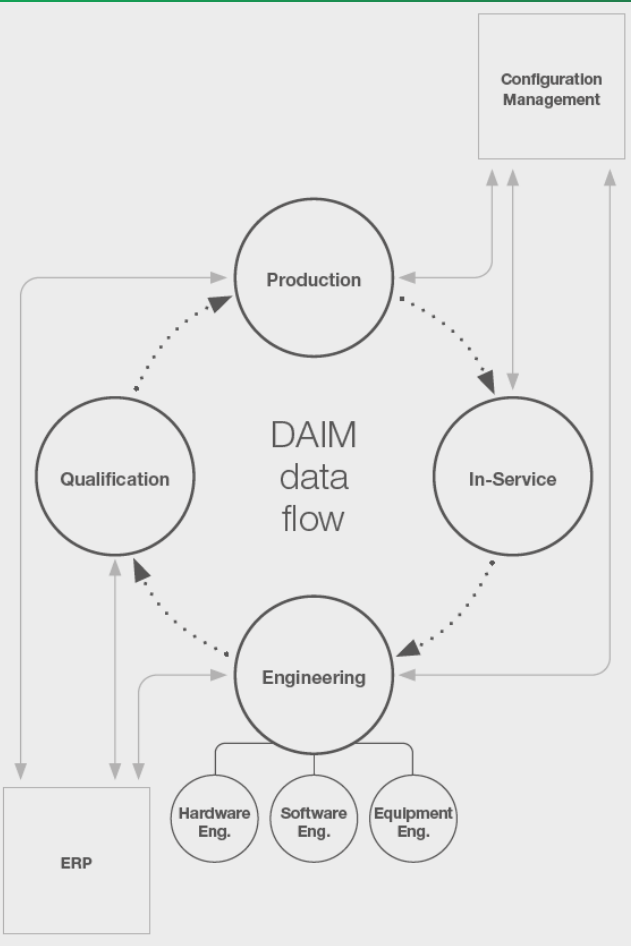 Configuration
Management
Production
Qualification
DAIM
data
flow
In-Service
Engineering
Hardware
Eng.
Software
Eng.
Equipment
Eng.
ERP